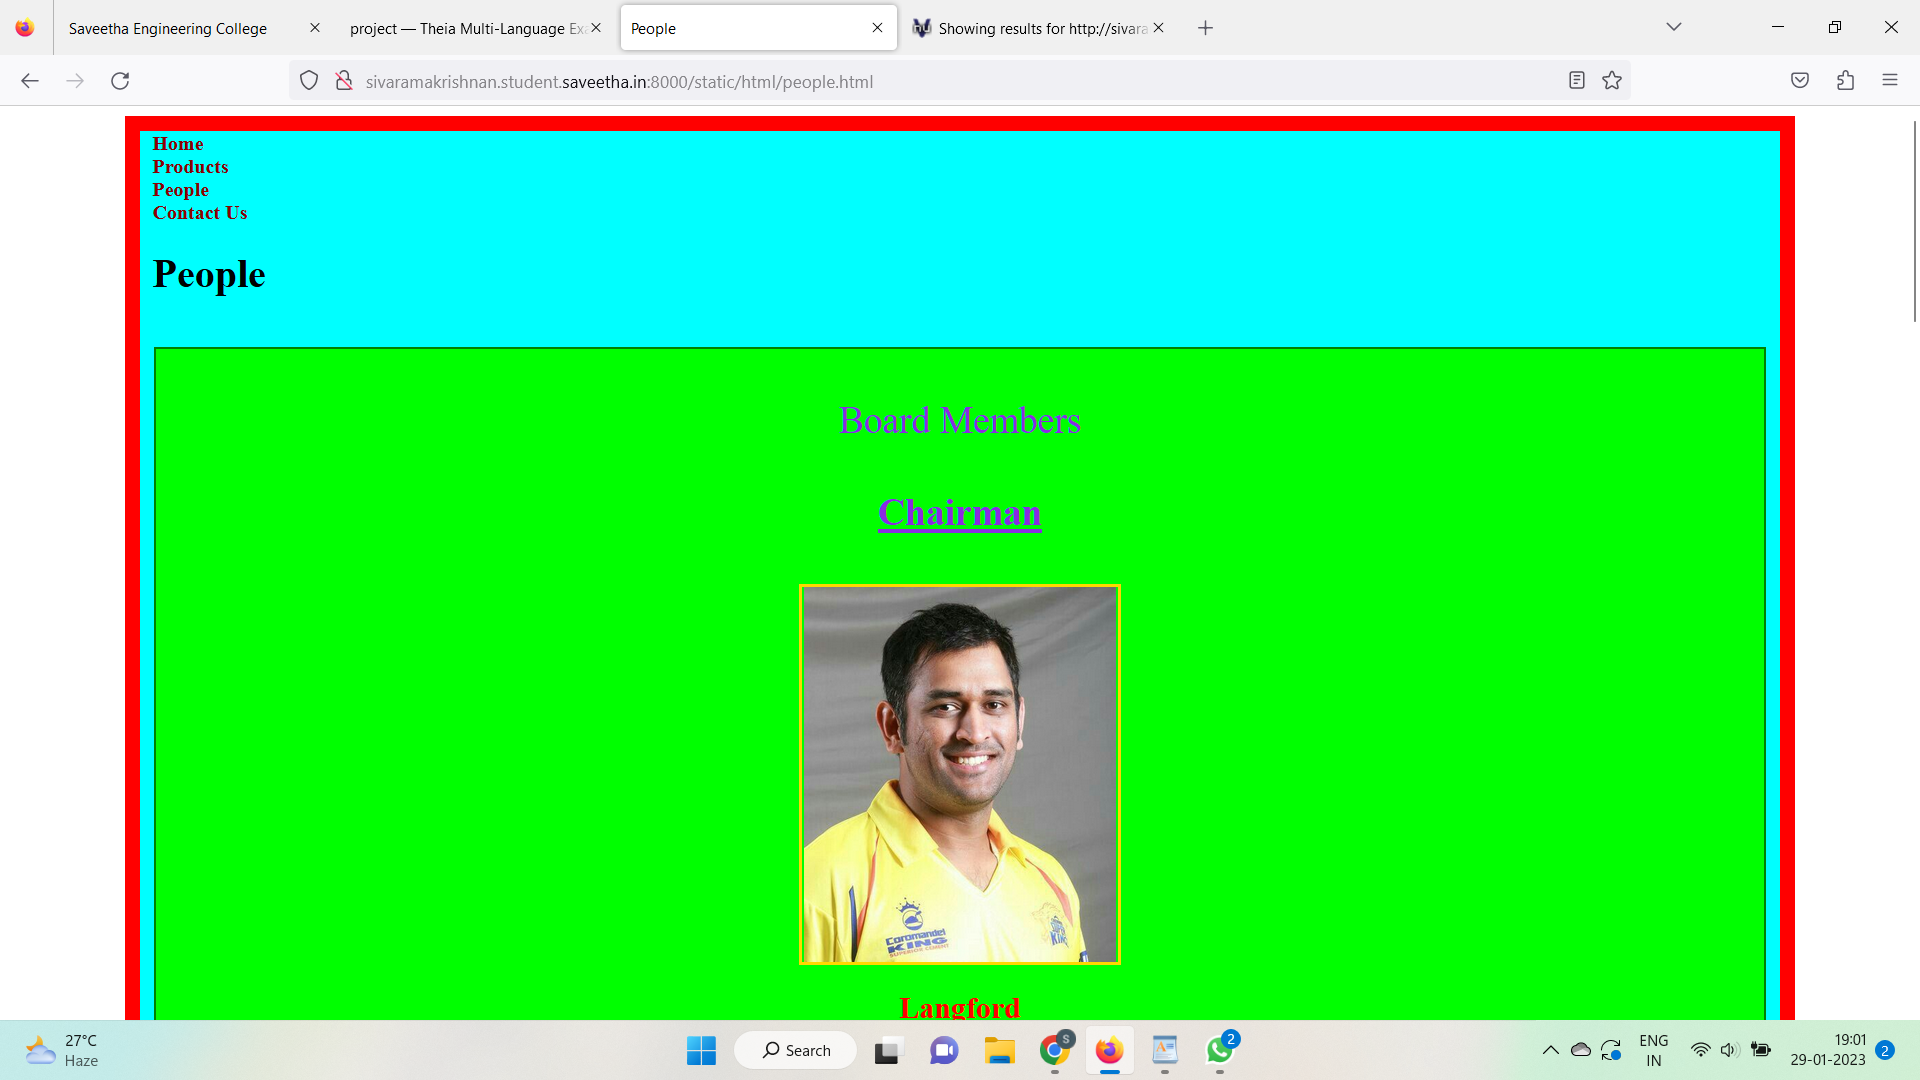 Saveetha Engineering College
project — Theia Multi-Language Exa
People
Showing results for http://sivara
sivaramakrishnan.student.saveetha.in:8000/static/html/people.html
Home
Products
People
Contact Us
People
Board Members
Chairman
Coromandel
KING
SUPERIOR CEMENT
Langford
27°C
Haze
Search
S
2
ENG
IN
19:01
29-01-2023
2